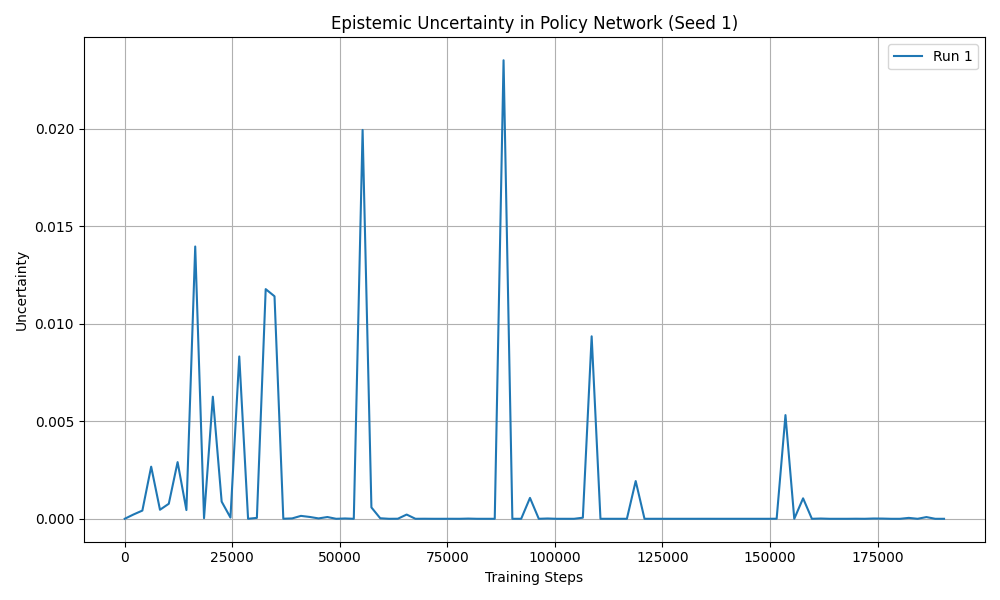 Epistemic Uncertainty in Policy Network (Seed 1)
Run 1
Uncertainty
0.020
0.015
0.010
0.005
0.000
0 25000 50000 75000 100000 125000 150000 175000
Training Steps